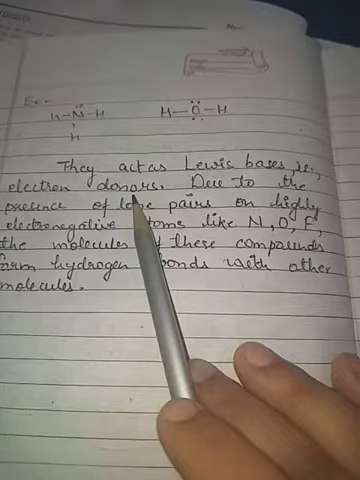 Ex:-
H-N-H H-O-H
H
They act as Lewis bases i.e.,
electron donors. Due to the
presence of lone pairs on highly
electronegative atoms like N, O, F,
the molecules of these compounds
form hydrogen bonds with other
molecules.